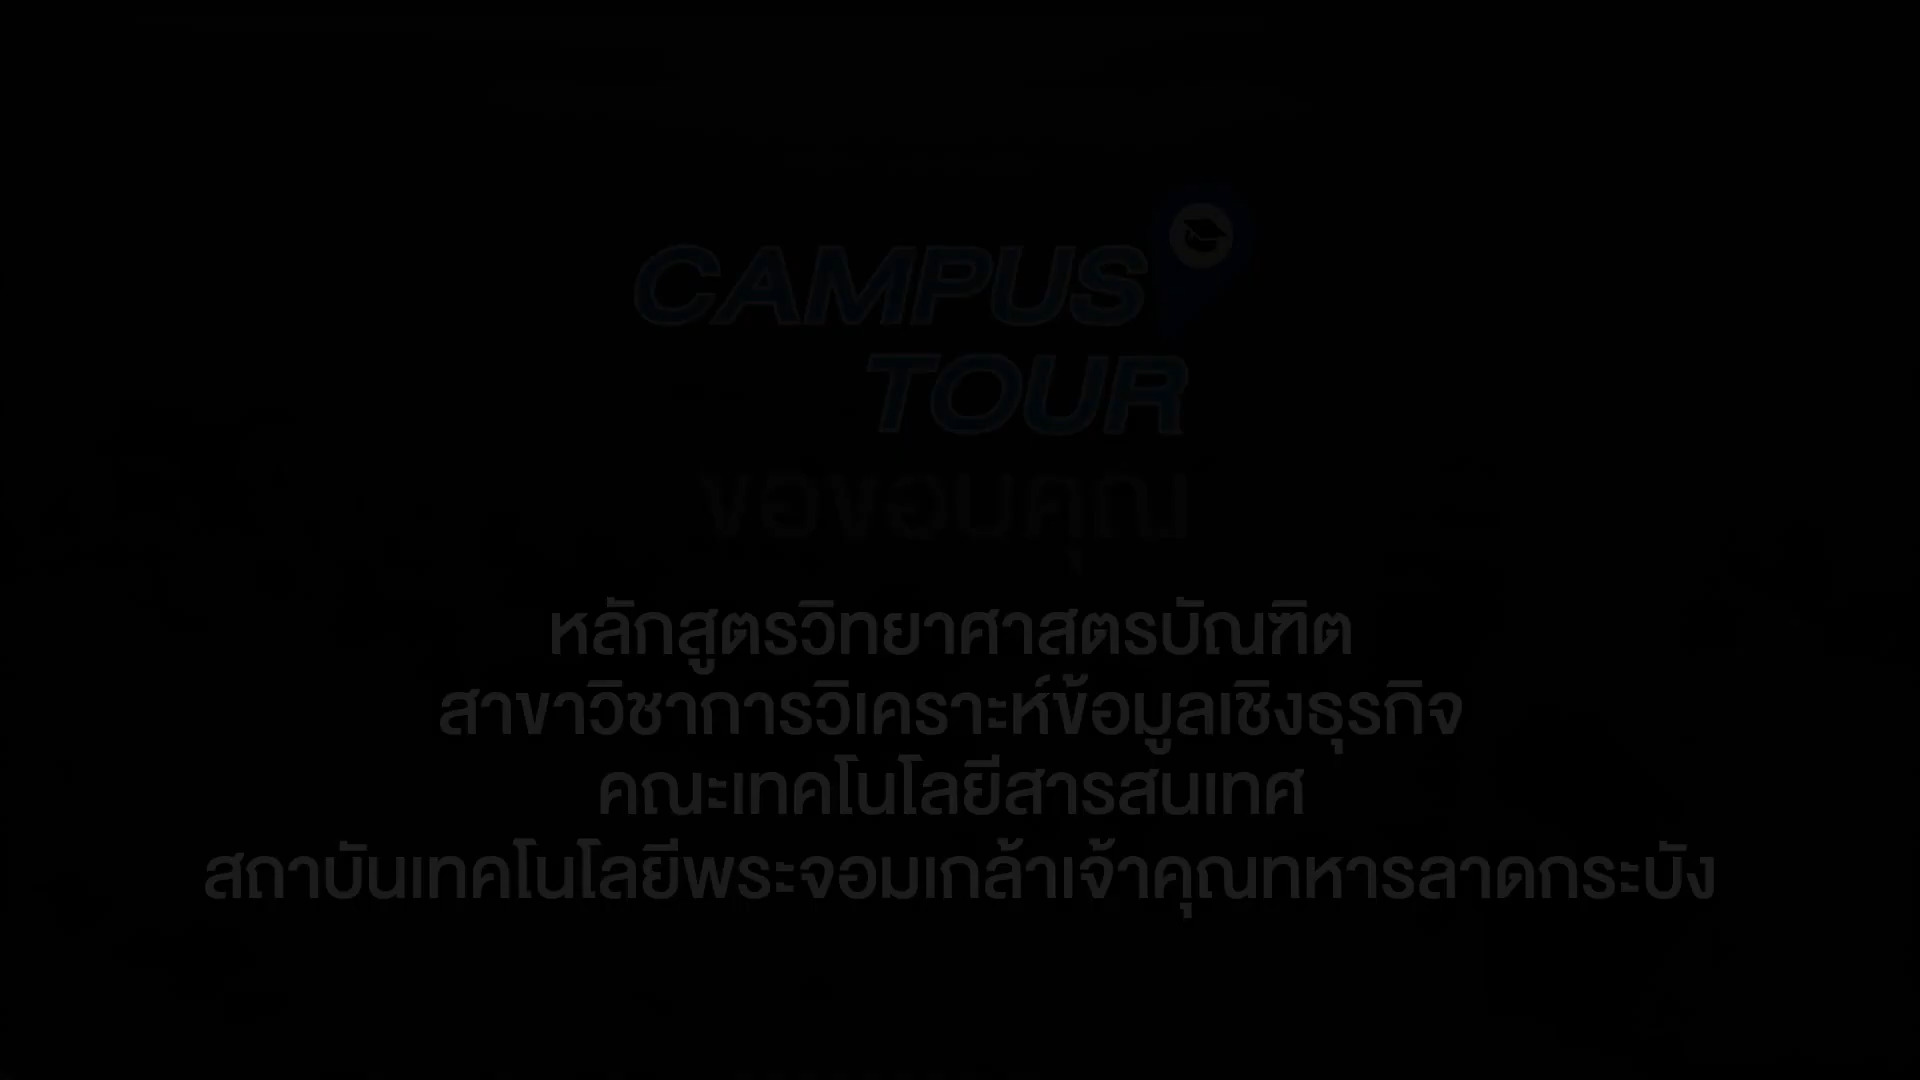 CAMPUS
TOUR
ขอขอบคุณ
หลักสูตรวิทยาศาสตรบัณฑิต
สาขาวิชาการวิเคราะห์ข้อมูลเชิงธุรกิจ
คณะเทคโนโลยีสารสนเทศ
สถาบันเทคโนโลยีพระจอมเกล้าเจ้าคุณทหารลาดกระบัง